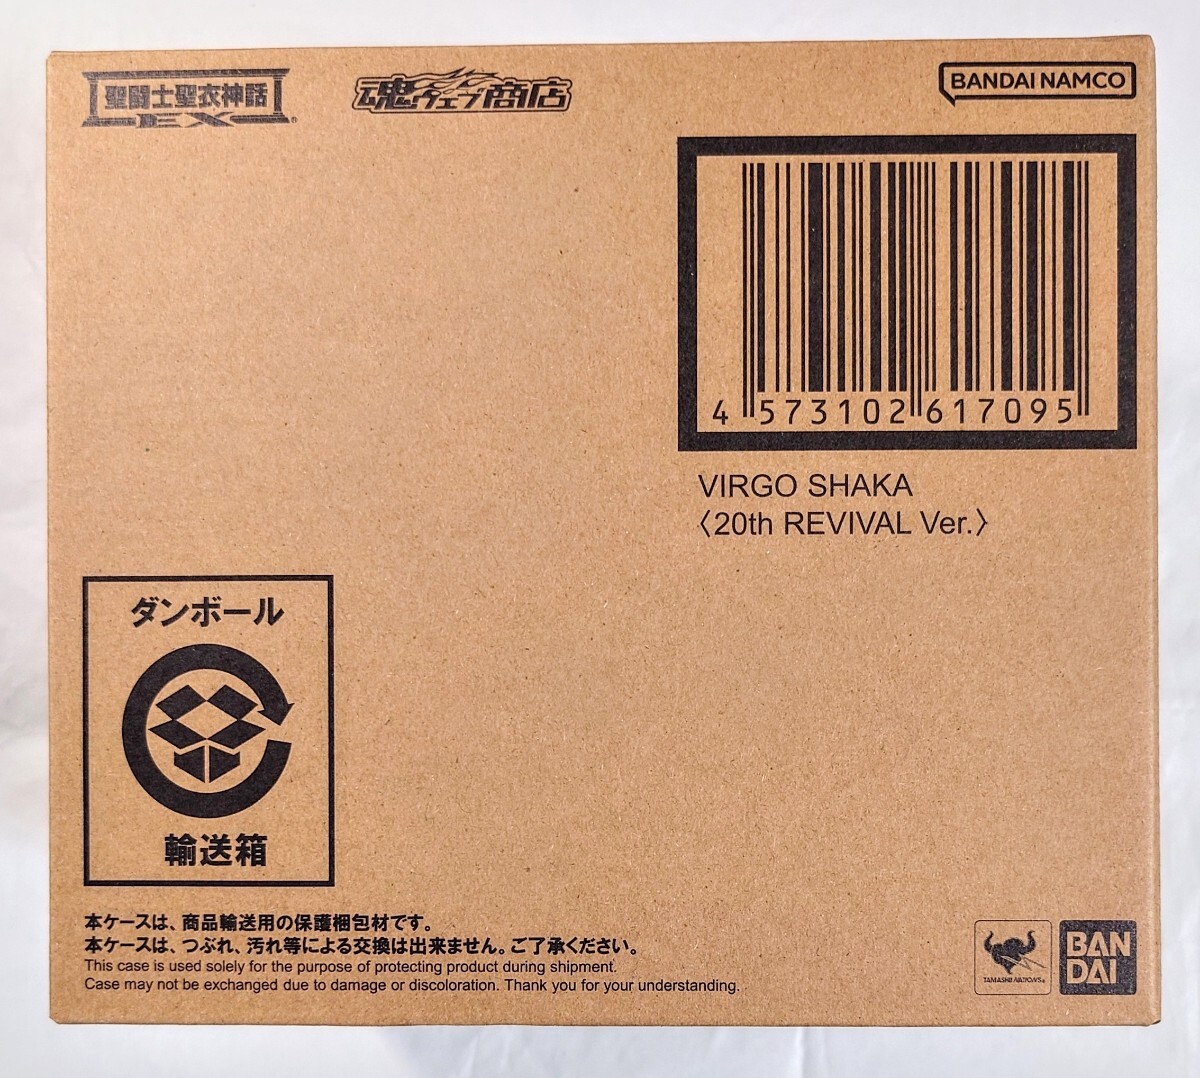 聖闘士聖衣神話
EX
魂ウェブ商店
BANDAI NAMCO
4 573102 617095
VIRGO SHAKA
〈20th REVIVAL Ver.〉
ダンボール
輸送箱
本ケースは、商品輸送用の保護梱包材です。
本ケースは、つぶれ、汚れ等による交換は出来ません。ご了承ください。
This case is used solely for the purpose of protecting product during shipment.
Case may not be exchanged due to damage or discoloration. Thank you for your understanding.
TAMASHII NATIONS
BAN
DAI